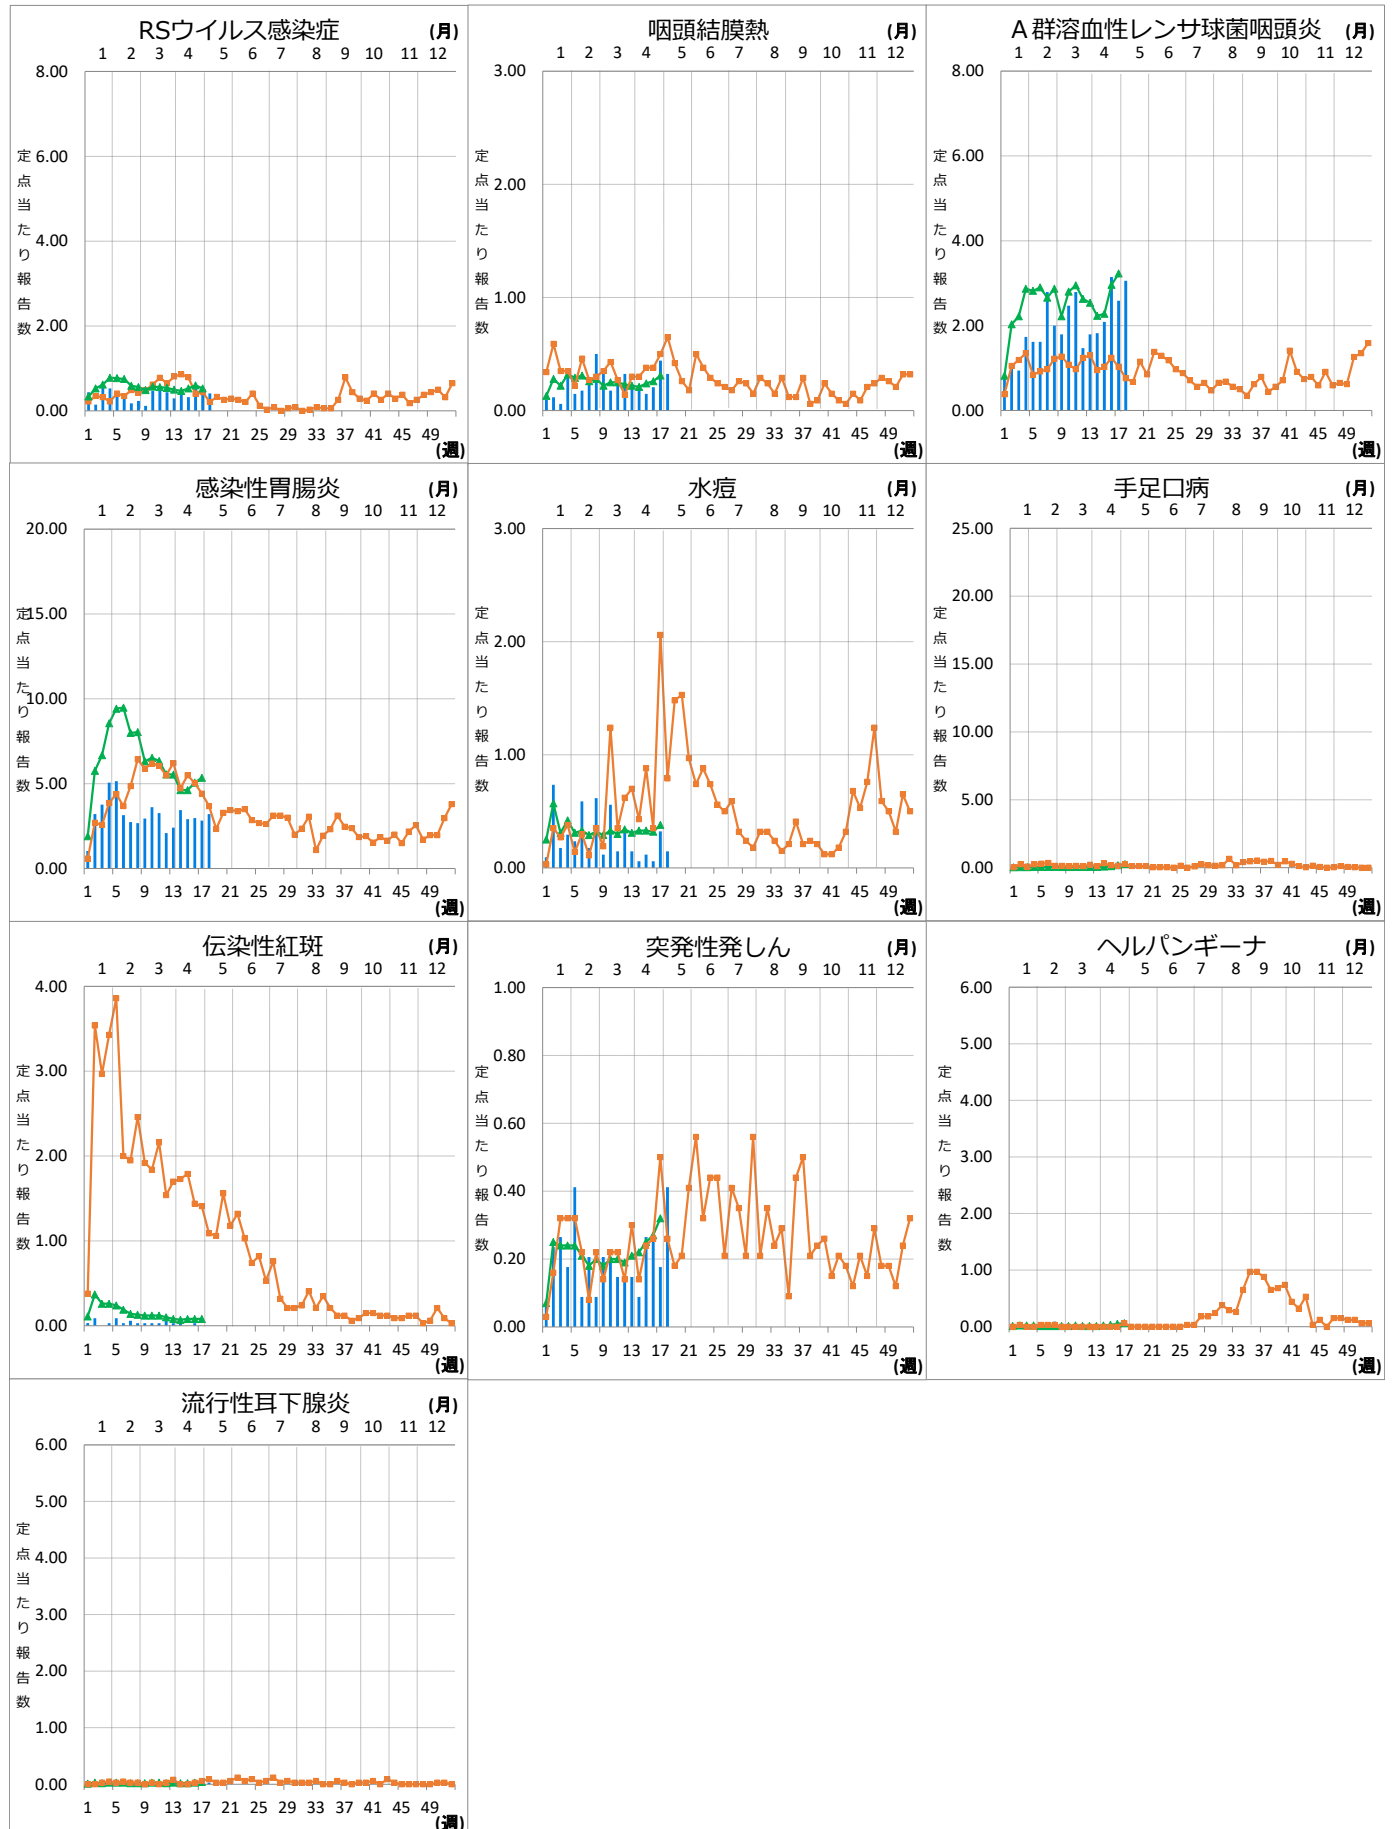 RSウイルス感染症
(月)
1 2 3 4 5 6 7 8 9 10 11 12
8.00
6.00
4.00
2.00
0.00
定点当たり報告数
1 5 9 13 17 21 25 29 33 37 41 45 49
(週)
咽頭結膜熱
(月)
1 2 3 4 5 6 7 8 9 10 11 12
3.00
2.00
1.00
0.00
定点当たり報告数
1 5 9 13 17 21 25 29 33 37 41 45 49
(週)
A群溶血性レンサ球菌咽頭炎
(月)
1 2 3 4 5 6 7 8 9 10 11 12
8.00
6.00
4.00
2.00
0.00
定点当たり報告数
1 5 9 13 17 21 25 29 33 37 41 45 49
(週)
感染性胃腸炎
(月)
1 2 3 4 5 6 7 8 9 10 11 12
20.00
15.00
10.00
5.00
0.00
定点当たり報告数
1 5 9 13 17 21 25 29 33 37 41 45 49
(週)
水痘
(月)
1 2 3 4 5 6 7 8 9 10 11 12
3.00
2.00
1.00
0.00
定点当たり報告数
1 5 9 13 17 21 25 29 33 37 41 45 49
(週)
手足口病
(月)
1 2 3 4 5 6 7 8 9 10 11 12
25.00
20.00
15.00
10.00
5.00
0.00
定点当たり報告数
1 5 9 13 17 21 25 29 33 37 41 45 49
(週)
伝染性紅斑
(月)
1 2 3 4 5 6 7 8 9 10 11 12
4.00
3.00
2.00
1.00
0.00
定点当たり報告数
1 5 9 13 17 21 25 29 33 37 41 45 49
(週)
突発性発しん
(月)
1 2 3 4 5 6 7 8 9 10 11 12
1.00
0.80
0.60
0.40
0.20
0.00
定点当たり報告数
1 5 9 13 17 21 25 29 33 37 41 45 49
(週)
ヘルパンギーナ
(月)
1 2 3 4 5 6 7 8 9 10 11 12
6.00
5.00
4.00
3.00
2.00
1.00
0.00
定点当たり報告数
1 5 9 13 17 21 25 29 33 37 41 45 49
(週)
流行性耳下腺炎
(月)
1 2 3 4 5 6 7 8 9 10 11 12
6.00
5.00
4.00
3.00
2.00
1.00
0.00
定点当たり報告数
1 5 9 13 17 21 25 29 33 37 41 45 49
(週)